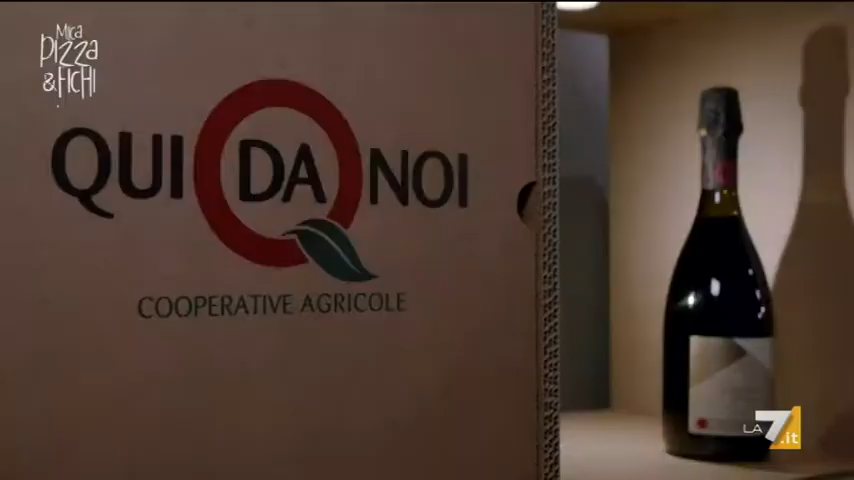 Mica
PIZZA
&FICHI
QUI DA NOI
COOPERATIVE AGRICOLE
LA7.it